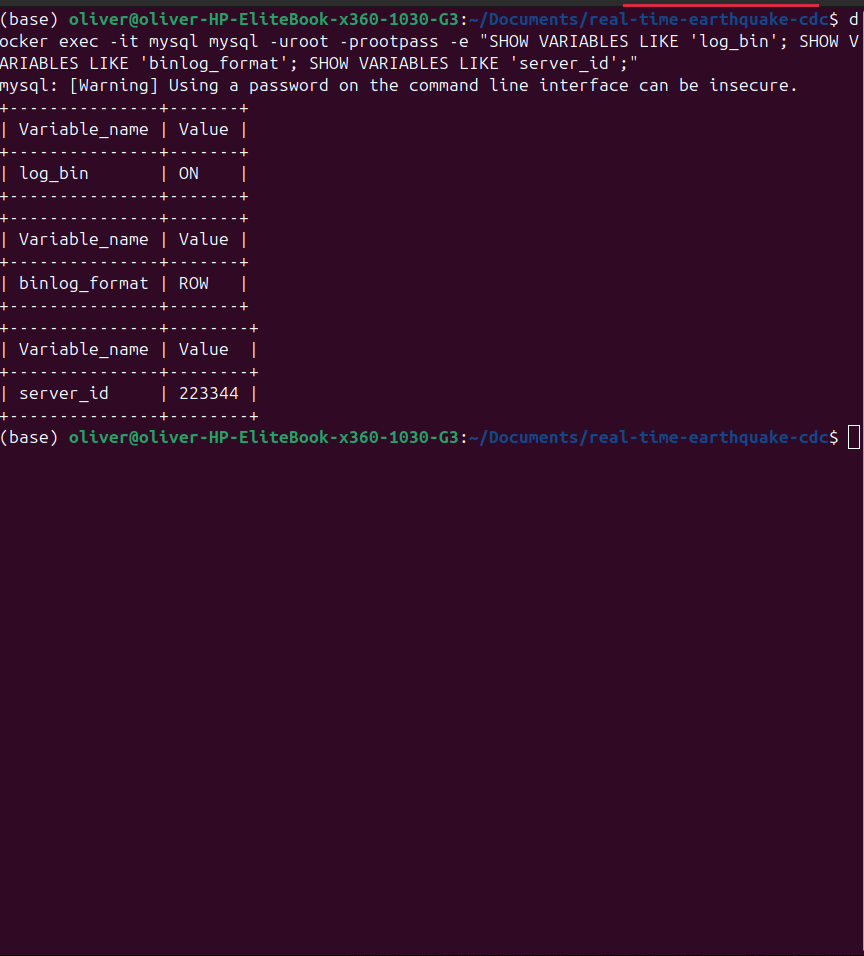 (base) oliver@oliver-HP-EliteBook-x360-1030-G3:~/Documents/real-time-earthquake-cdc$ d
ocker exec -it mysql mysql -uroot -prootpass -e "SHOW VARIABLES LIKE 'log_bin'; SHOW V
ARIABLES LIKE 'binlog_format'; SHOW VARIABLES LIKE 'server_id';"
mysql: [Warning] Using a password on the command line interface can be insecure.
+---------------+-------+
| Variable_name | Value |
+---------------+-------+
| log_bin       | ON    |
+---------------+-------+
+---------------+-------+
| Variable_name | Value |
+---------------+-------+
| binlog_format | ROW   |
+---------------+-------+
+---------------+--------+
| Variable_name | Value  |
+---------------+--------+
| server_id     | 223344 |
+---------------+--------+
(base) oliver@oliver-HP-EliteBook-x360-1030-G3:~/Documents/real-time-earthquake-cdc$